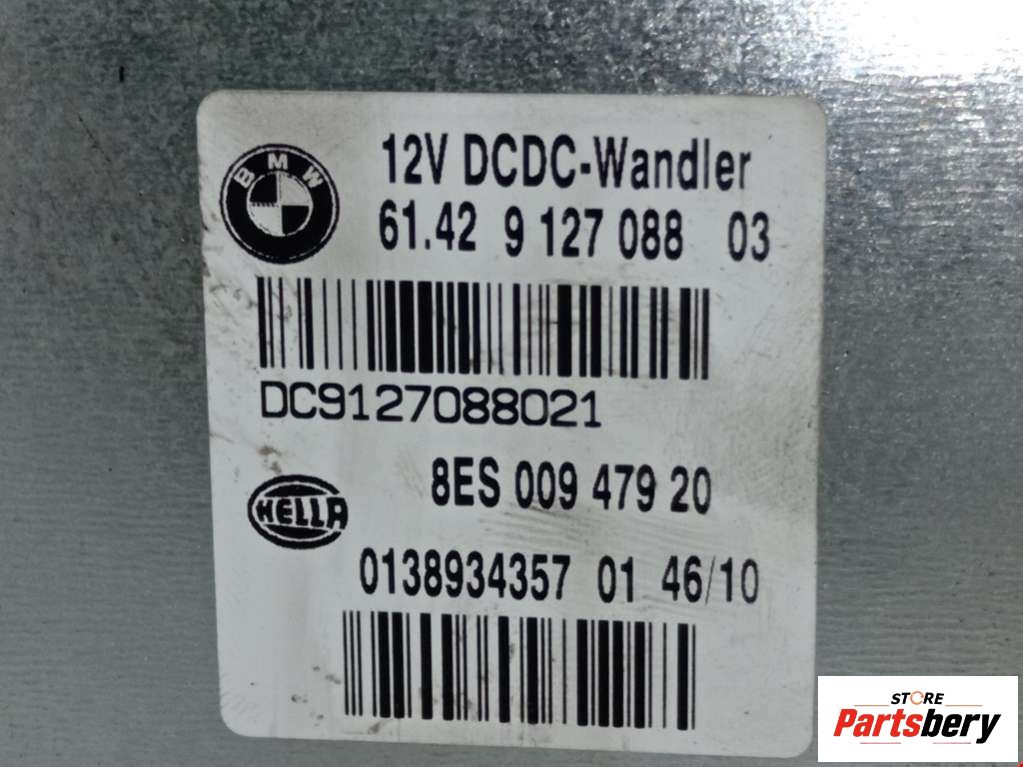 BMW
12V DCDC-Wandler
61.42 9 127 088 03
DC9127088021
8ES 009 479 20
HELLA
0138934357 01 46/10
STORE
Partsbery